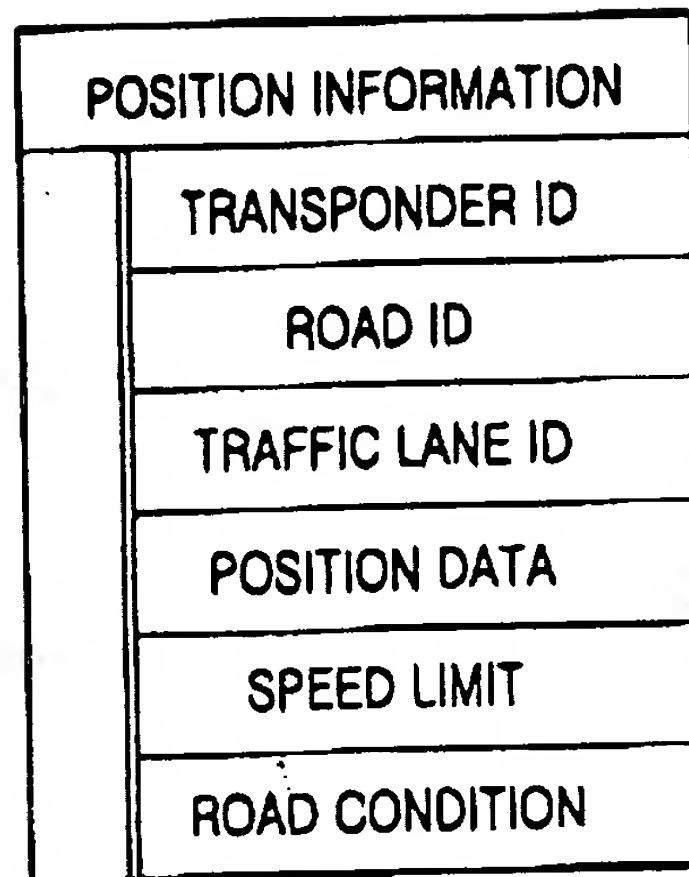 POSITION INFORMATION
TRANSPONDER ID
ROAD ID
TRAFFIC LANE ID
POSITION DATA
SPEED LIMIT
ROAD CONDITION